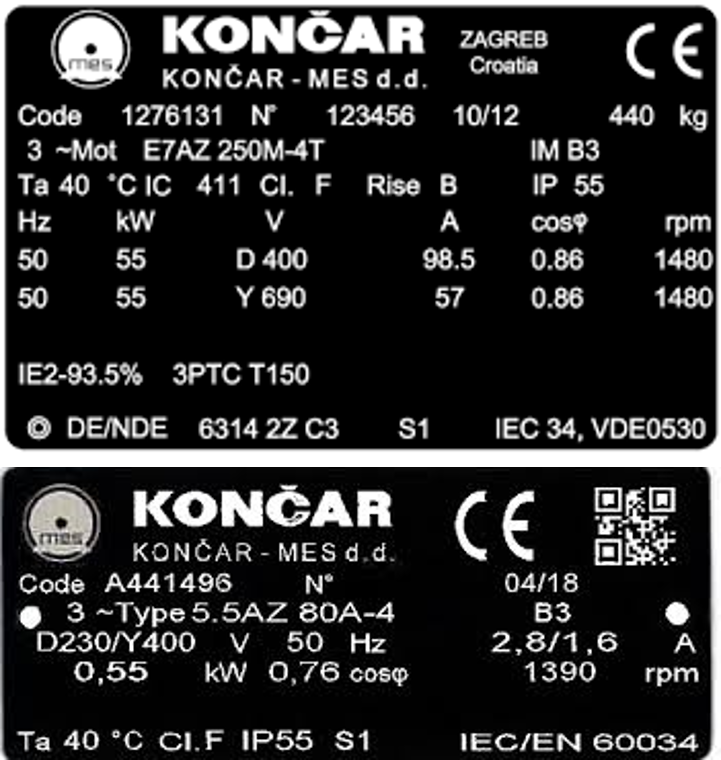 mes
KONČAR
KONČAR - MES d.d.
ZAGREB
Croatia
CE
Code 1276131 N° 123456 10/12 440 kg
3 ~Mot E7AZ 250M-4T IM B3
Ta 40 °C IC 411 Cl. F Rise B IP 55
Hz kW V A cosφ rpm
50 55 D 400 98.5 0.86 1480
50 55 Y 690 57 0.86 1480
IE2-93.5% 3PTC T150
DE/NDE 6314 2Z C3 S1 IEC 34, VDE0530
mes
KONČAR
KONČAR - MES d.d.
CE
Code A441496 N° 04/18
3 ~Type 5.5AZ 80A-4 B3
D230/Y400 V 50 Hz 2,8/1,6 A
0,55 kW 0,76 cosφ 1390 rpm
Ta 40 °C Cl.F IP55 S1 IEC/EN 60034